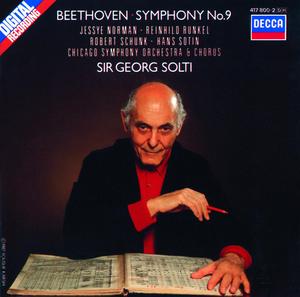 DIGITAL
RECORDING
BEETHOVEN · SYMPHONY No.9
JESSYE NORMAN · REINHILD RUNKEL
ROBERT SCHUNK · HANS SOTIN
CHICAGO SYMPHONY ORCHESTRA & CHORUS
SIR GEORG SOLTI
417 800-2
DECCA